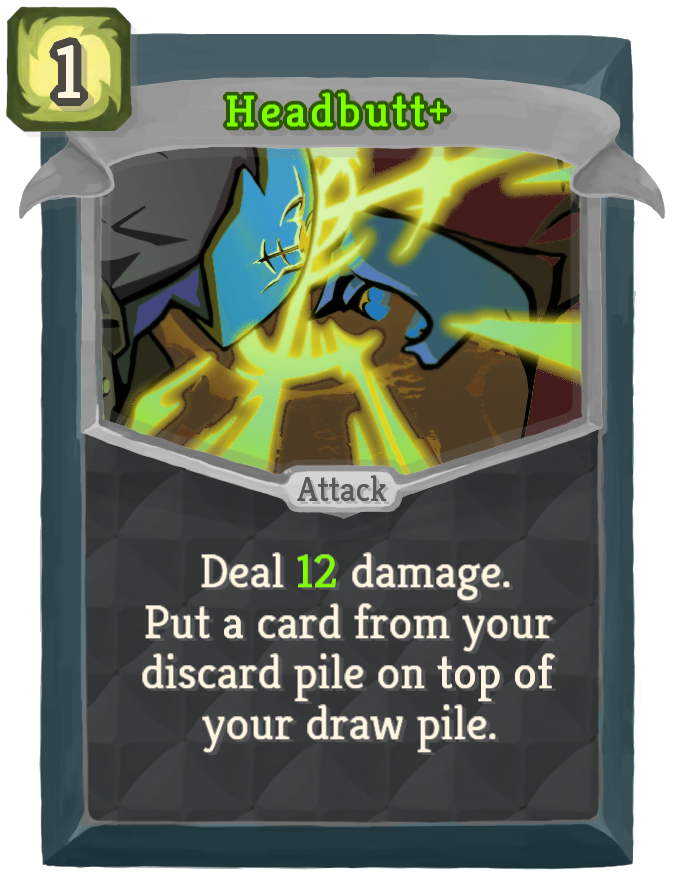 1
Headbutt+
Attack
Deal 12 damage.
Put a card from your
discard pile on top of
your draw pile.